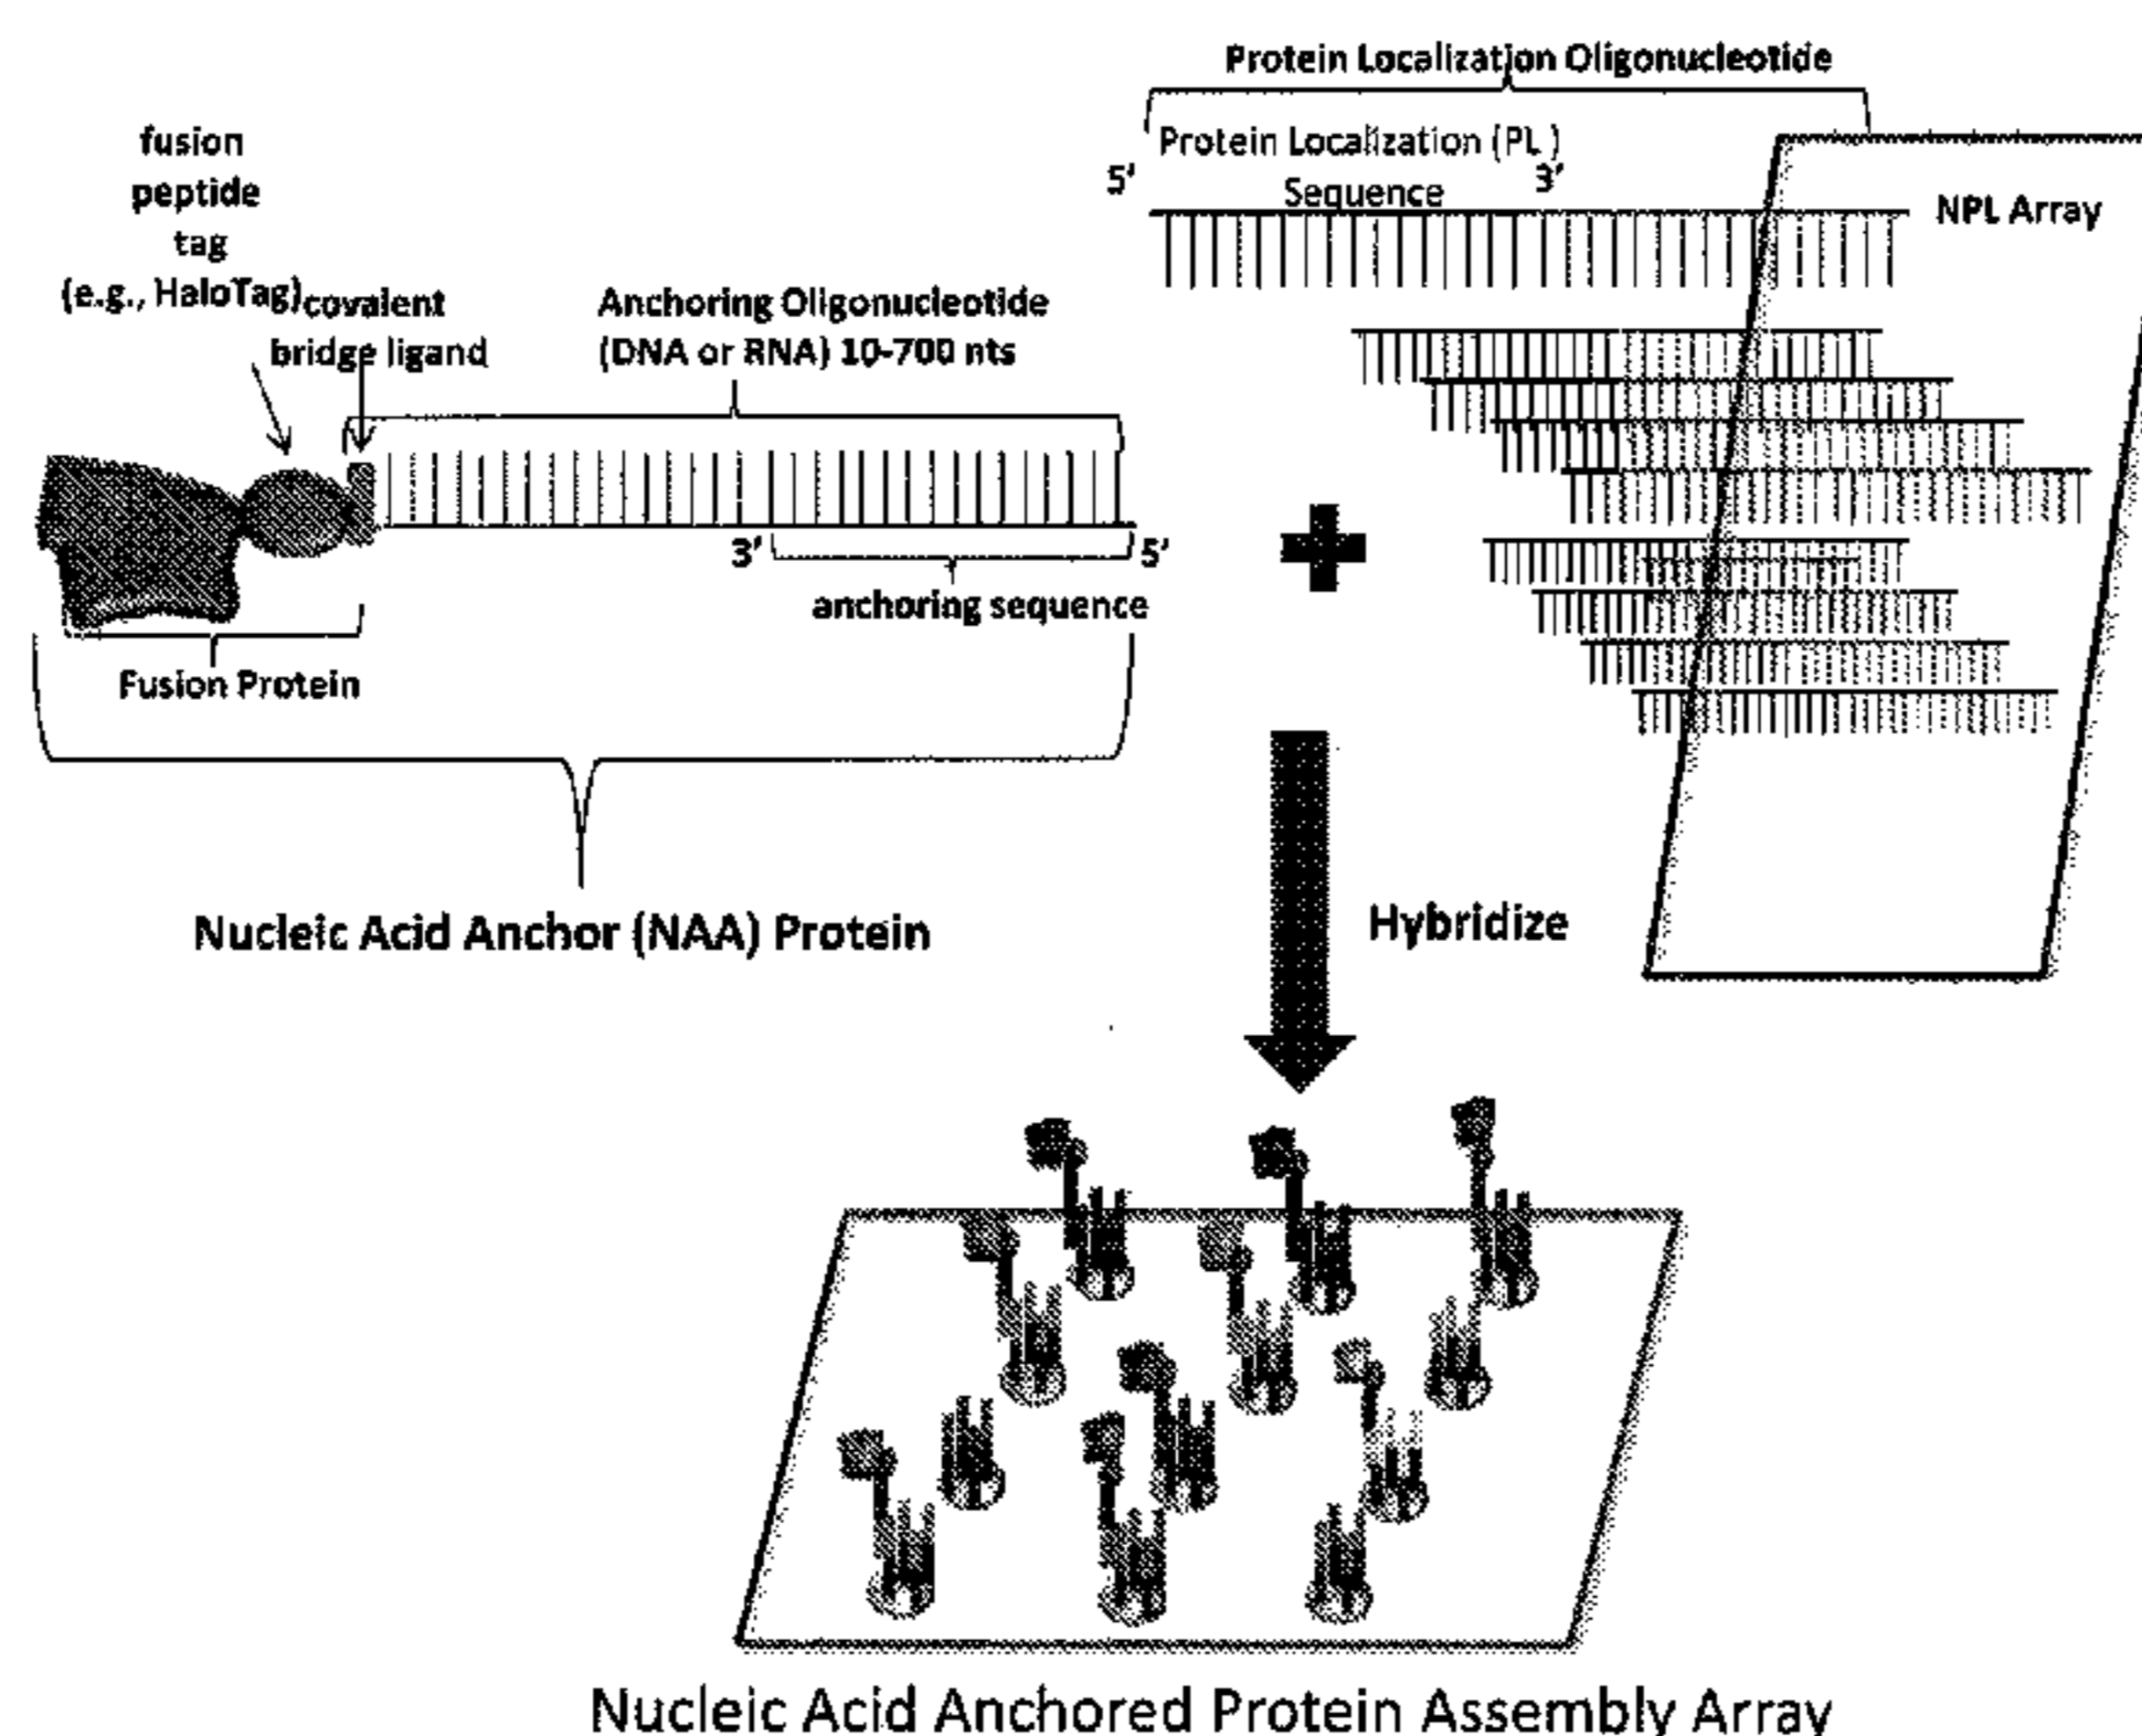 Protein Localization Oligonucleotide
Protein Localization (PL)
5'
3'
Sequence
NPL Array
fusion
peptide
tag
(e.g., HaloTag)
covalent
bridge ligand
Anchoring Oligonucleotide
(DNA or RNA) 10-700 nts
3'
5'
anchoring sequence
Fusion Protein
Nucleic Acid Anchor (NAA) Protein
Hybridize
Nucleic Acid Anchored Protein Assembly Array